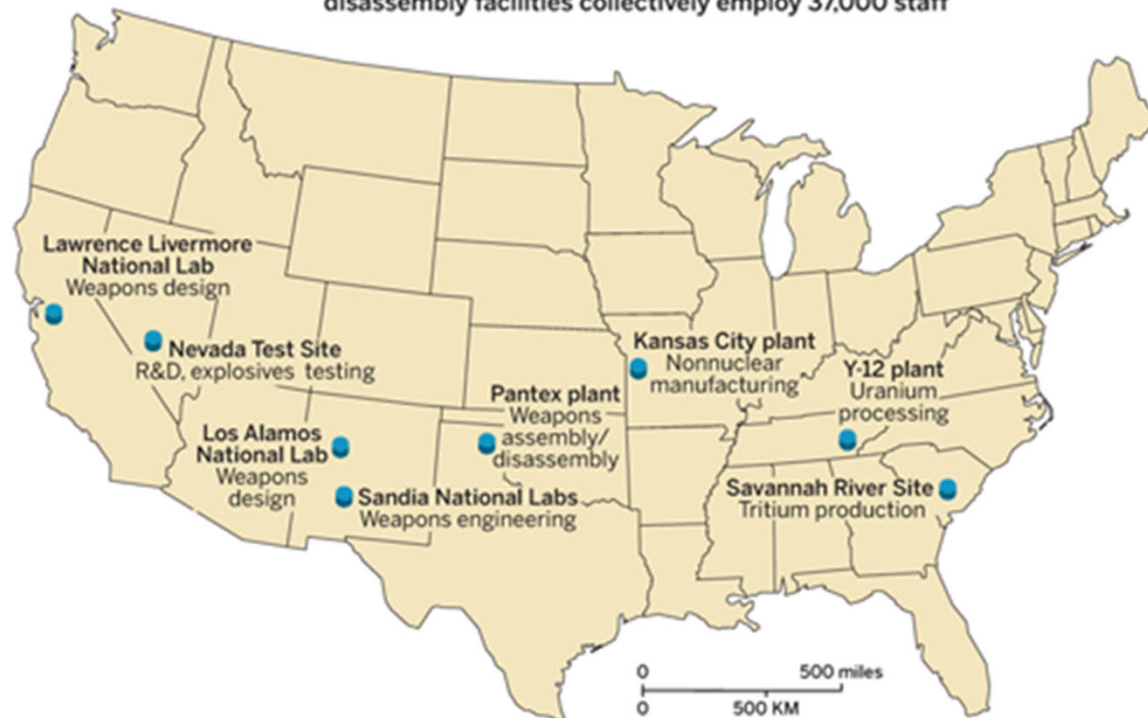 disassembly facilities collectively employ 37,000 staff
Lawrence Livermore
National Lab
Weapons design
Nevada Test Site
R&D, explosives testing
Kansas City plant
Nonnuclear
manufacturing
Y-12 plant
Uranium
processing
Pantex plant
Weapons
assembly/
disassembly
Los Alamos
National Lab
Weapons
design
Sandia National Labs
Weapons engineering
Savannah River Site
Tritium production
0 500 miles
0 500 KM